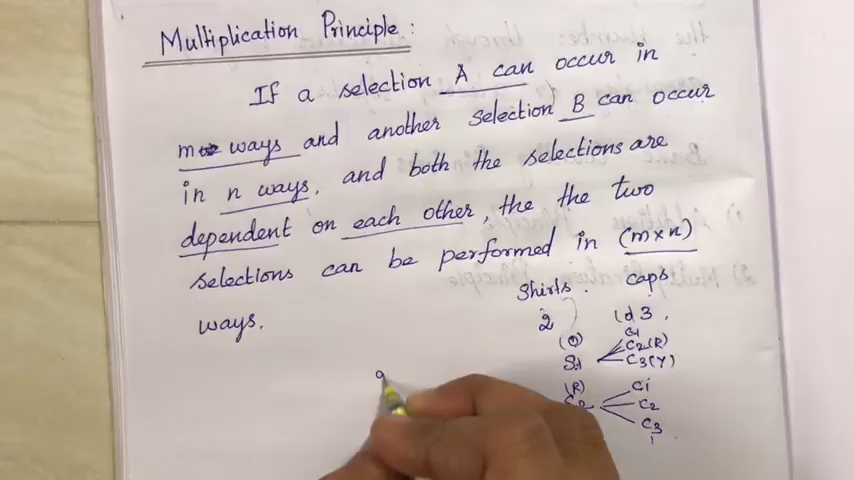 Multiplication Principle :
If a selection A can occur in
m ways and another selection B can occur
in n ways, and both the selections are
dependent on each other, the the two
selections can be performed in (m×n)
ways.
Shirts . caps
2 3 .
C1
C2(R)
S1 C3(Y)
(R) C1
C2
C3